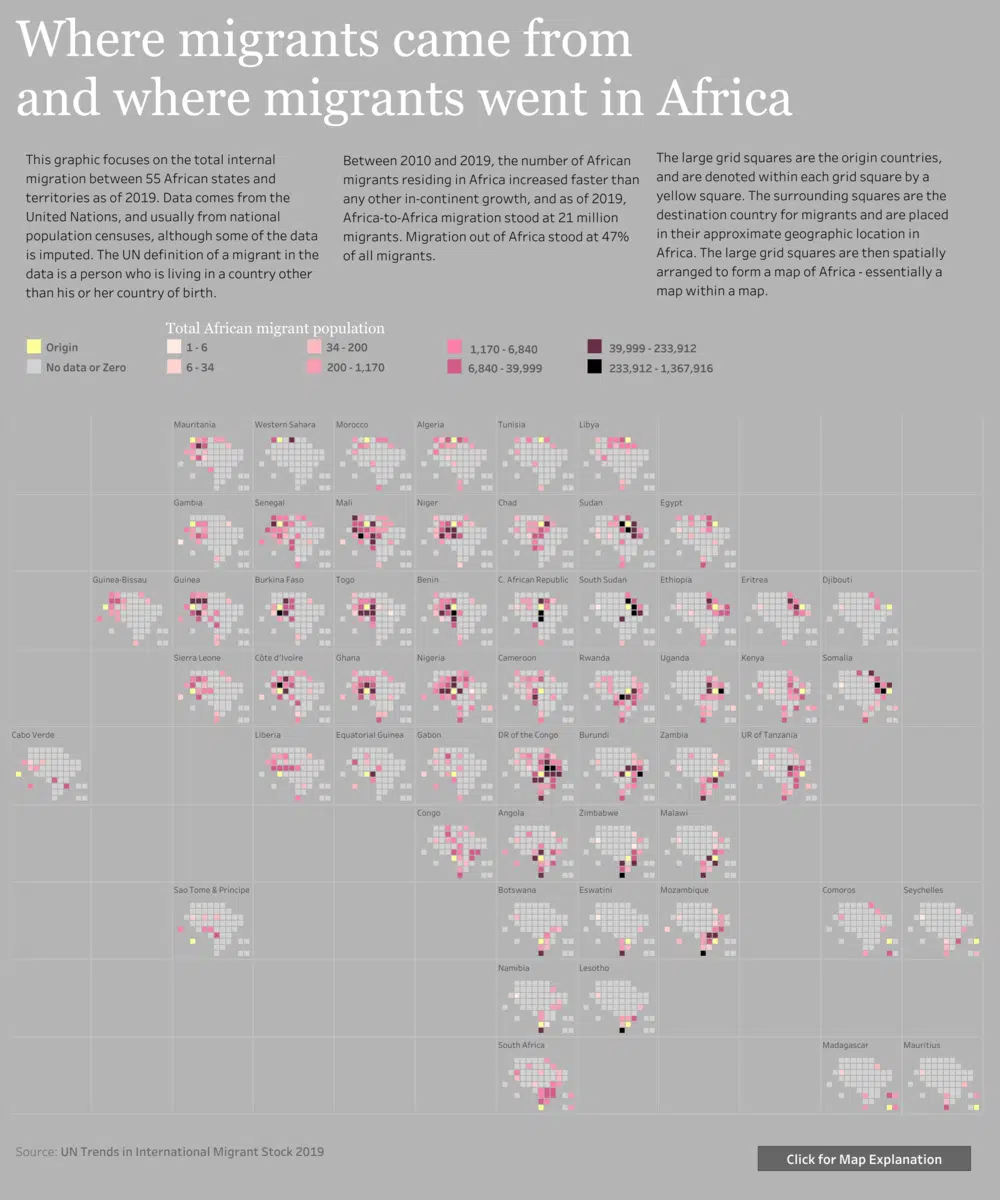 Where migrants came from
and where migrants went in Africa
This graphic focuses on the total internal
migration between 55 African states and
territories as of 2019. Data comes from the
United Nations, and usually from national
population censuses, although some of the data
is imputed. The UN definition of a migrant in the
data is a person who is living in a country other
than his or her country of birth.
Between 2010 and 2019, the number of African
migrants residing in Africa increased faster than
any other in-continent growth, and as of 2019,
Africa-to-Africa migration stood at 21 million
migrants. Migration out of Africa stood at 47%
of all migrants.
The large grid squares are the origin countries,
and are denoted within each grid square by a
yellow square. The surrounding squares are the
destination country for migrants and are placed
in their approximate geographic location in
Africa. The large grid squares are then spatially
arranged to form a map of Africa - essentially a
map within a map.
Total African migrant population
Origin 1 - 6 34 - 200 1,170 - 6,840 39,999 - 233,912
No data or Zero 6 - 34 200 - 1,170 6,840 - 39,999 233,912 - 1,367,916
Mauritania Western Sahara Morocco Algeria Tunisia Libya
Gambia Senegal Mali Niger Chad Sudan Egypt
Guinea-Bissau Guinea Burkina Faso Togo Benin C. African Republic South Sudan Ethiopia Eritrea Djibouti
Sierra Leone Côte d'Ivoire Ghana Nigeria Cameroon Rwanda Uganda Kenya Somalia
Cabo Verde Liberia Equatorial Guinea Gabon DR of the Congo Burundi Zambia UR of Tanzania
Congo Angola Zimbabwe Malawi
Sao Tome & Principe Botswana Eswatini Mozambique Comoros Seychelles
Namibia Lesotho
South Africa Madagascar Mauritius
Source: UN Trends in International Migrant Stock 2019
Click for Map Explanation